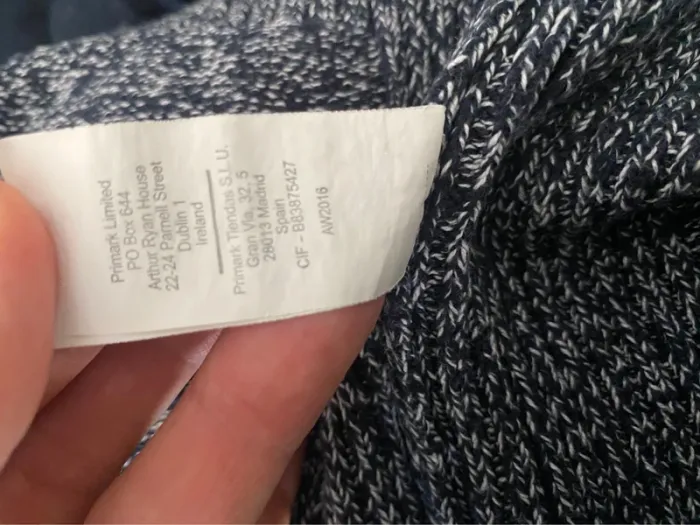 Primark Limited
PO Box 644
Arthur Ryan House
22-24 Parnell Street
Dublin 1
Ireland
Primark Tiendas S.L.U.
Gran Via, 32, 5
28013 Madrid
Spain
CIF - B83875427
AW2016